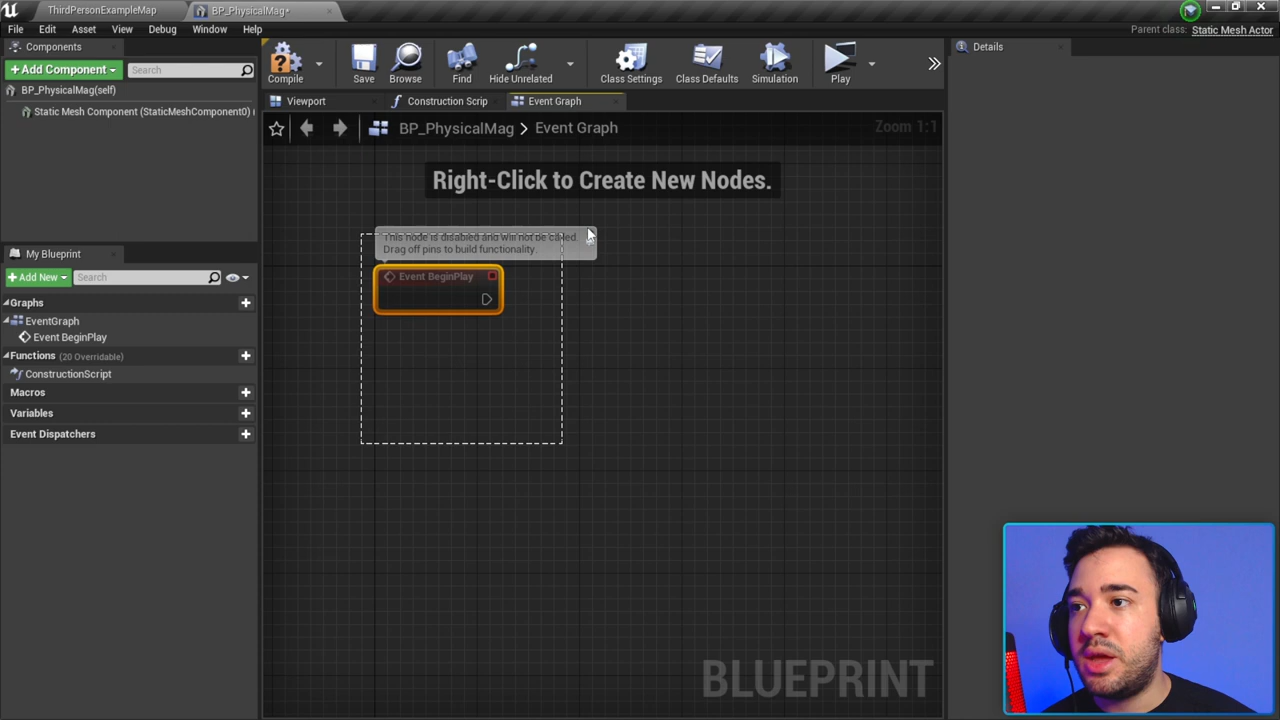 ThirdPersonExampleMap
BP_PhysicalMag*
File Edit Asset View Debug Window Help
Parent class: Static Mesh Actor
Components
+Add Component
Search
BP_PhysicalMag(self)
Static Mesh Component (StaticMeshComponent0) (
Compile
Save
Browse
Find
Hide Unrelated
Class Settings
Class Defaults
Simulation
Play
Details
Viewport
Construction Scrip
Event Graph
BP_PhysicalMag > Event Graph
Zoom 1:1
Right-Click to Create New Nodes.
This node is disabled and will not be called.
Drag off pins to build functionality.
Event BeginPlay
My Blueprint
+Add New
Search
Graphs
EventGraph
Event BeginPlay
Functions (20 Overridable)
ConstructionScript
Macros
Variables
Event Dispatchers
BLUEPRINT